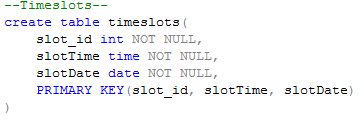 --Timeslots--
create table timeslots(
    slot_id int NOT NULL,
    slotTime time NOT NULL,
    slotDate date NOT NULL,
    PRIMARY KEY(slot_id, slotTime, slotDate)
)